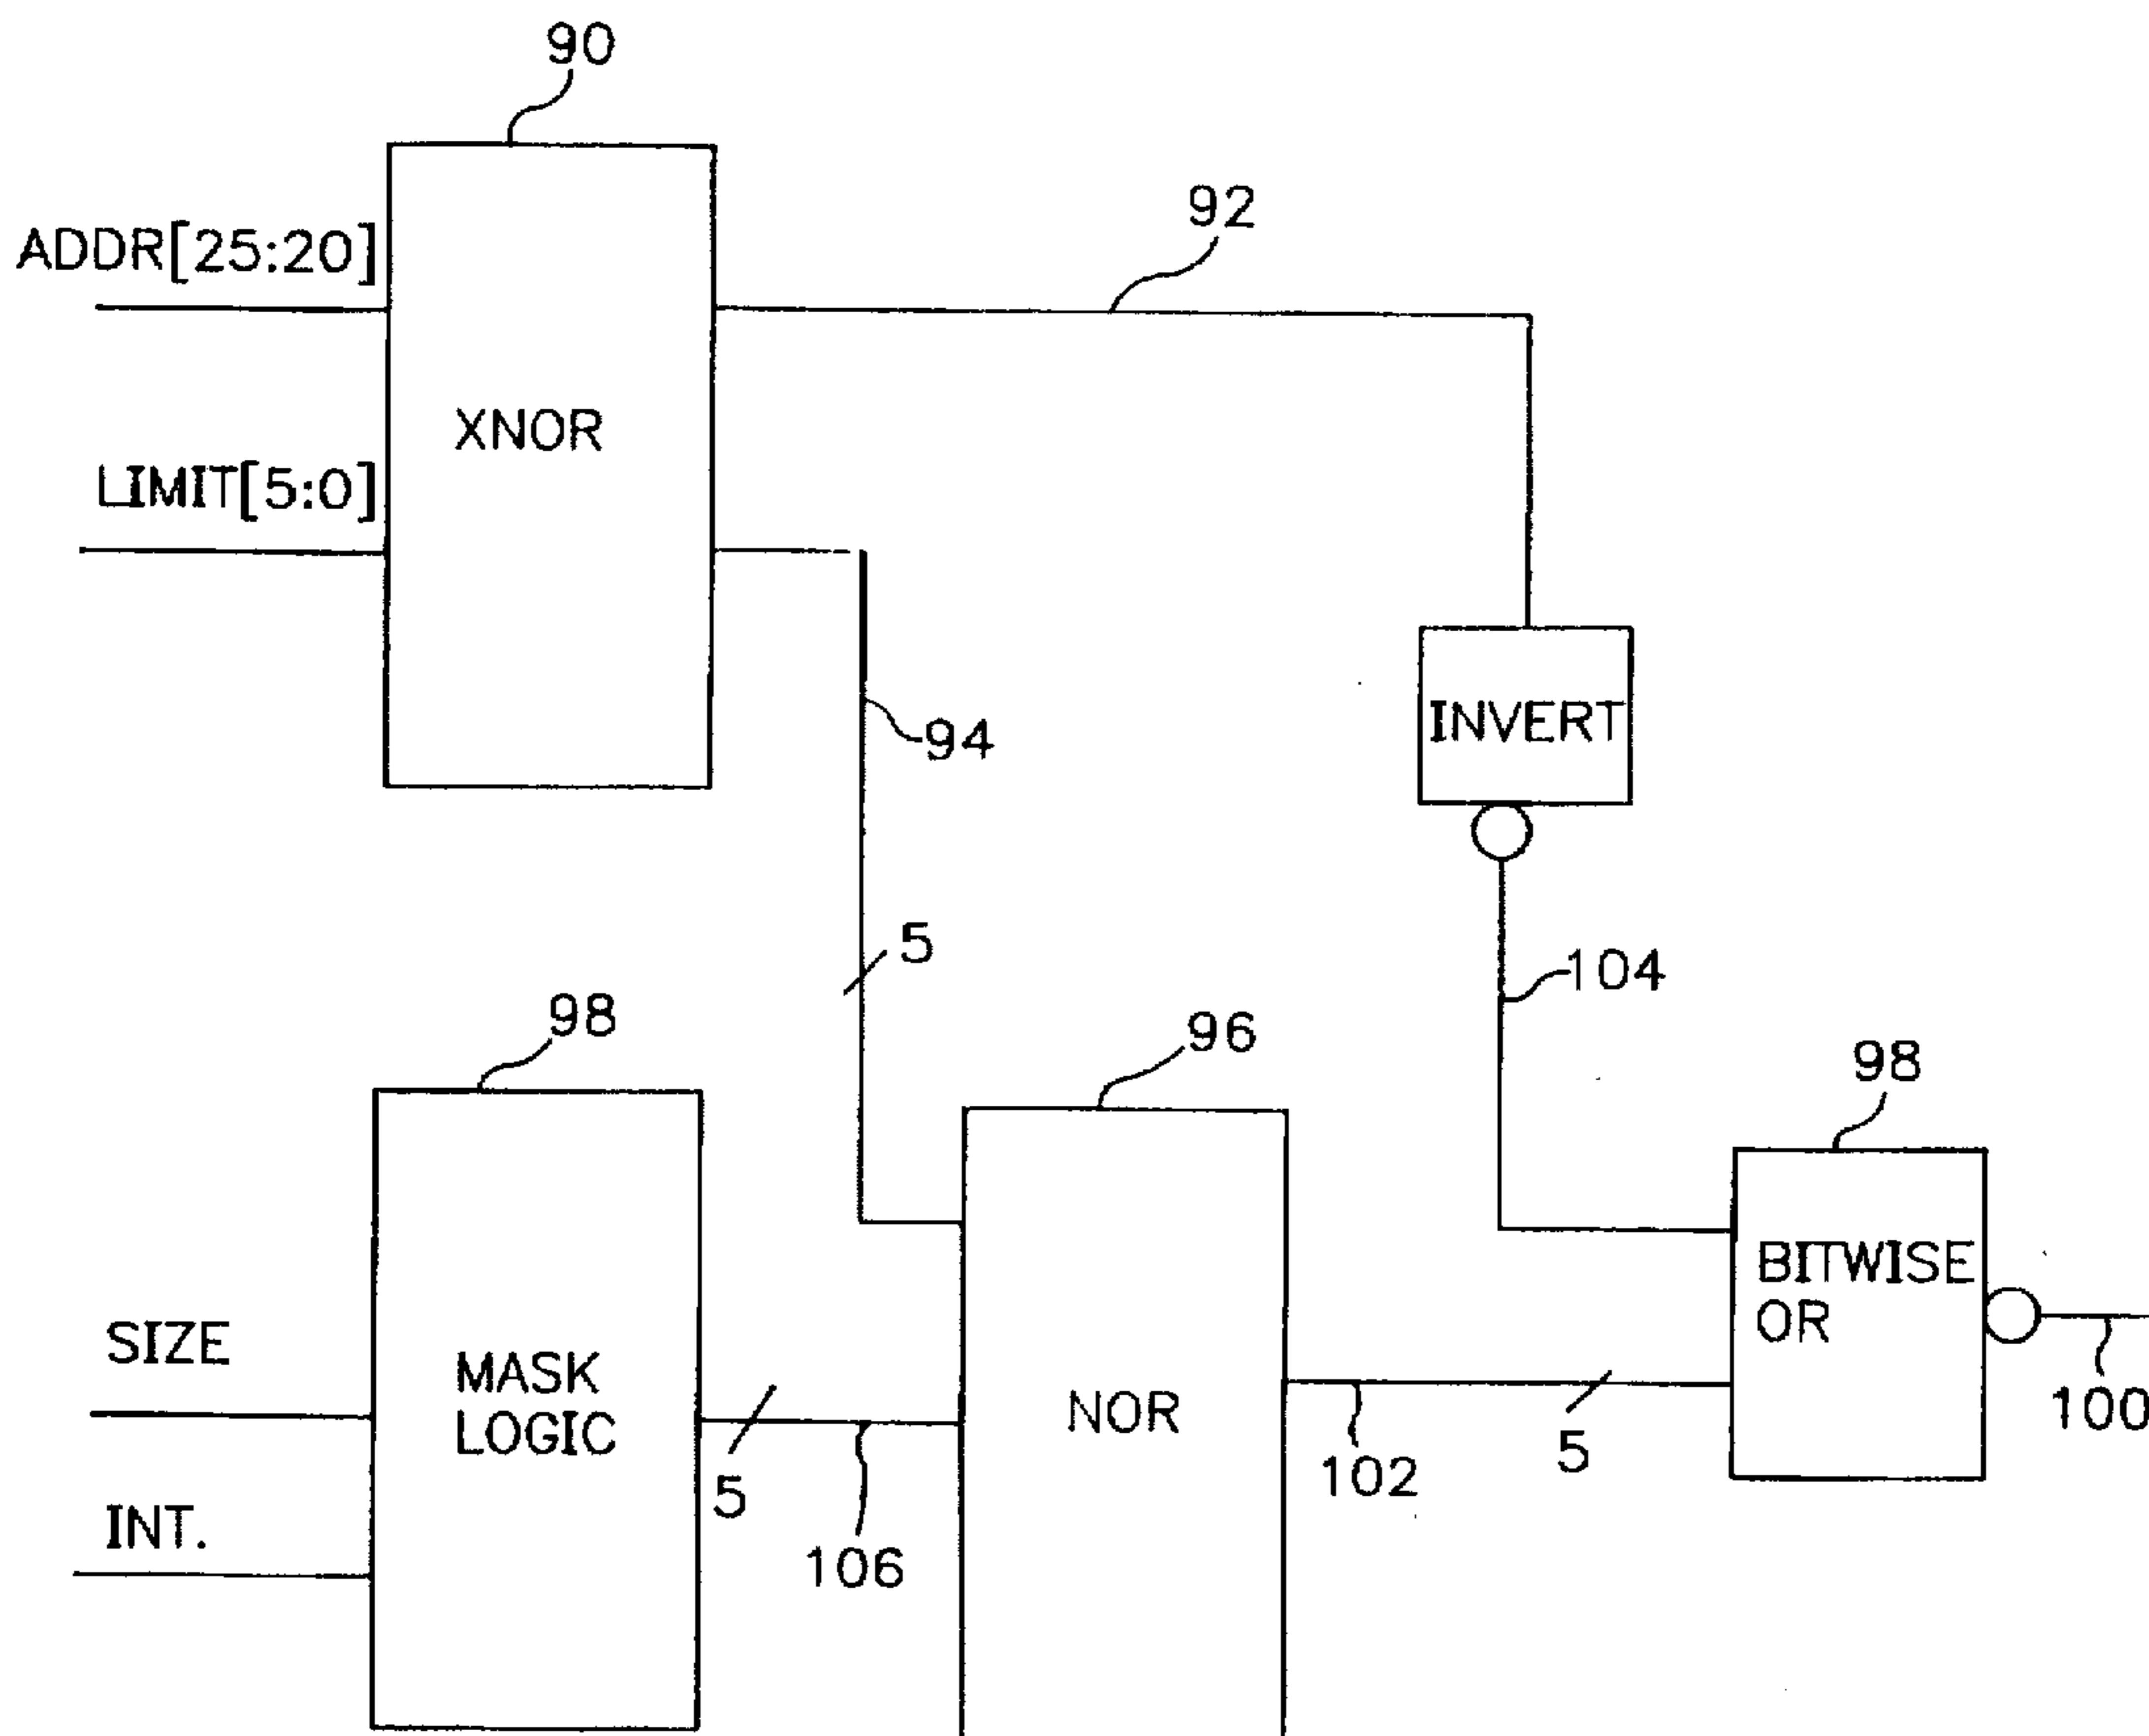 90
ADDR[25:20]
92
XNOR
LIMIT[5:0]
INVERT
94
5
104
98
96
98
BITWISE
OR
SIZE
MASK
LOGIC
NOR
100
5
102
5
INT.
106